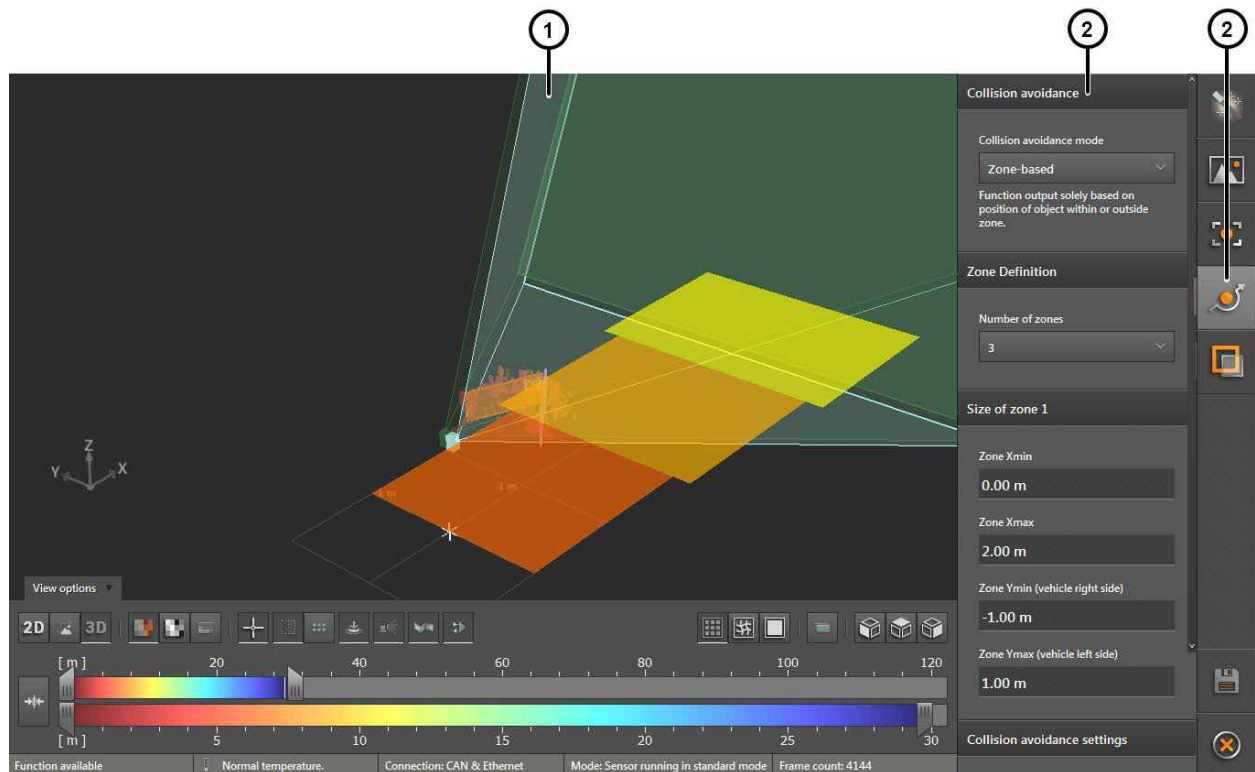 1
2
2
Collision avoidance
Collision avoidance mode
Zone-based
Function output solely based on
position of object within or outside
zone.
Zone Definition
Number of zones
3
Size of zone 1
Zone Xmin
0.00 m
Zone Xmax
2.00 m
Zone Ymin (vehicle right side)
-1.00 m
Zone Ymax (vehicle left side)
1.00 m
Collision avoidance settings
Z
Y
X
-1 m
1 m
View options
2D
3D
[ m ] 20 40 60 80 100 120
[ m ] 5 10 15 20 25 30
Function available
Normal temperature.
Connection: CAN & Ethernet
Mode: Sensor running in standard mode
Frame count: 4144